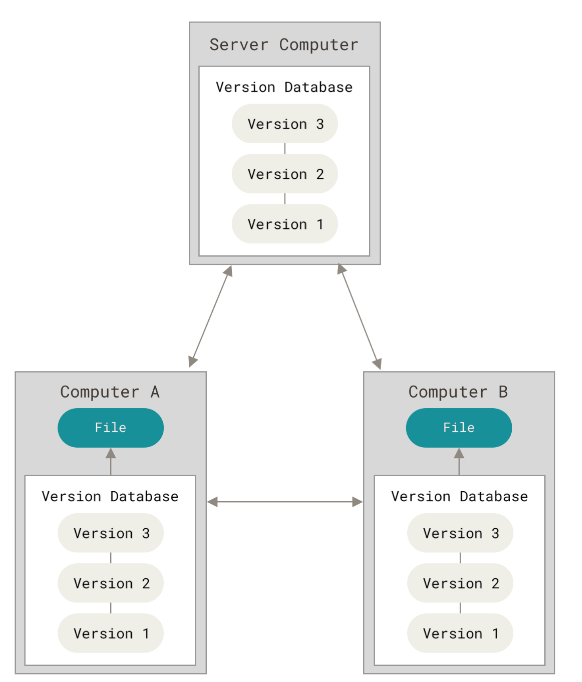 Server Computer
Version Database
Version 3
Version 2
Version 1
Computer A
File
Version Database
Version 3
Version 2
Version 1
Computer B
File
Version Database
Version 3
Version 2
Version 1